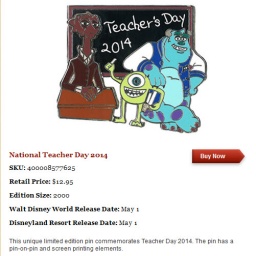 Teacher's Day
2014
National Teacher Day 2014
Buy Now
SKU: 400008577625
Retail Price: $12.95
Edition Size: 2000
Walt Disney World Release Date: May 1
Disneyland Resort Release Date: May 1
This unique limited edition pin commemorates Teacher Day 2014. The pin has a
pin-on-pin and screen printing elements.